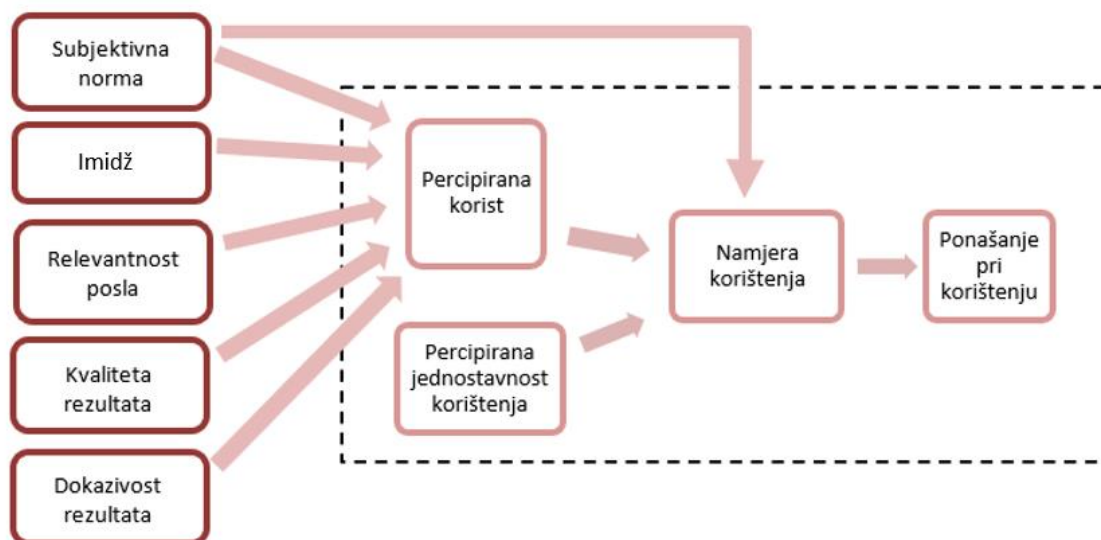 Subjektivna
norma
Imidž
Relevantnost
posla
Kvaliteta
rezultata
Dokazivost
rezultata
Percipirana
korist
Percipirana
jednostavnost
korištenja
Namjera
korištenja
Ponašanje
pri
korištenju